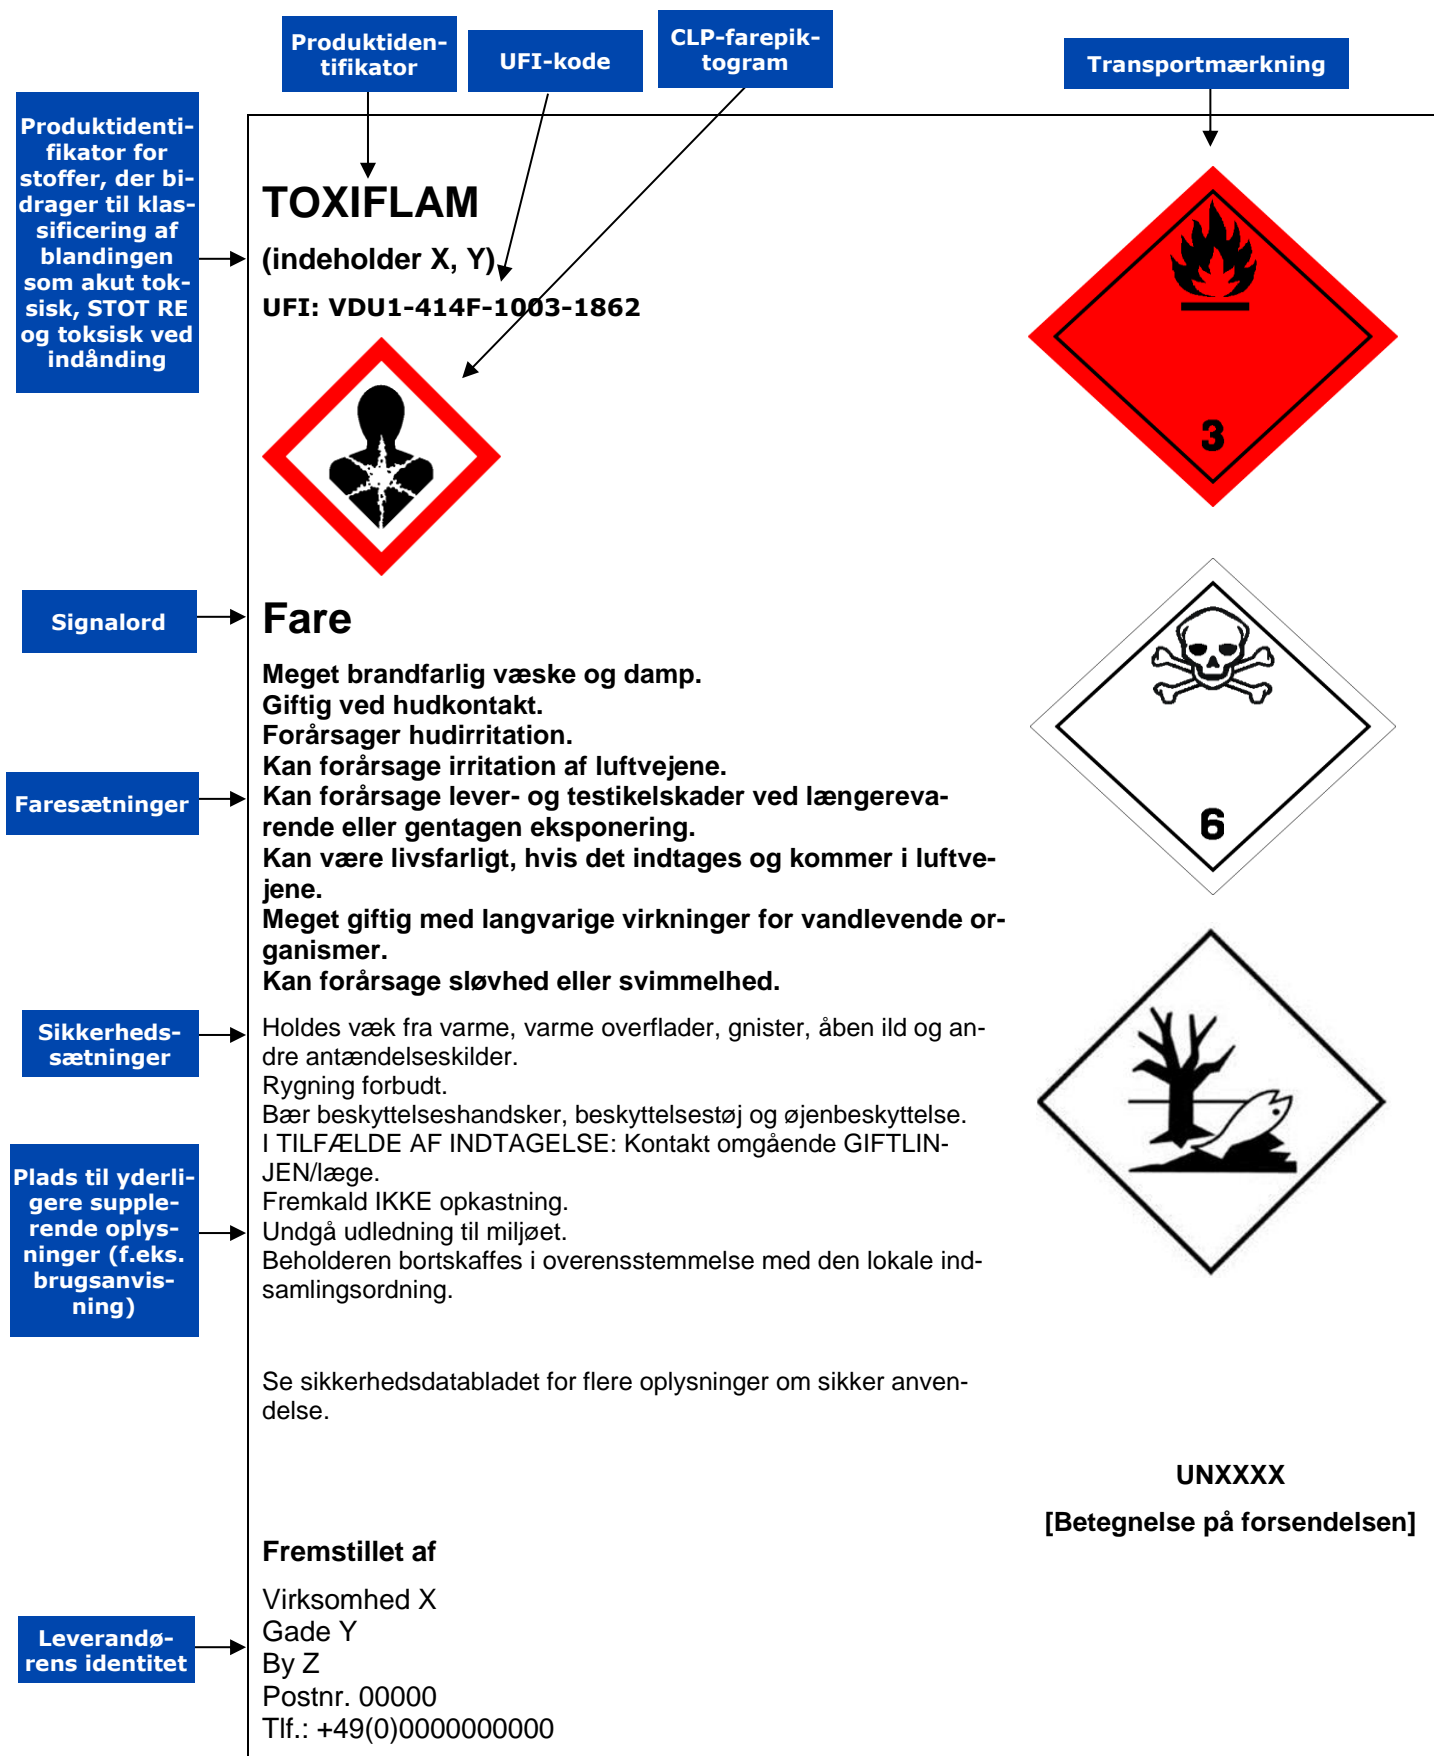 Produktiden-
tifikator
UFI-kode
CLP-farepik-
togram
Transportmærkning
Produktidenti-
fikator for
stoffer, der bi-
drager til klas-
sificering af
blandingen
som akut tok-
sisk, STOT RE
og toksisk ved
indånding
TOXIFLAM
(indeholder X, Y)
UFI: VDU1-414F-1003-1862
3
Signalord
Fare
6
Faresætninger
Meget brandfarlig væske og damp.
Giftig ved hudkontakt.
Forårsager hudirritation.
Kan forårsage irritation af luftvejene.
Kan forårsage lever- og testikelskader ved længereva-
rende eller gentagen eksponering.
Kan være livsfarligt, hvis det indtages og kommer i luftve-
jene.
Meget giftig med langvarige virkninger for vandlevende or-
ganismer.
Kan forårsage sløvhed eller svimmelhed.
Sikkerheds-
sætninger
Holdes væk fra varme, varme overflader, gnister, åben ild og an-
dre antændelseskilder.
Rygning forbudt.
Bær beskyttelseshandsker, beskyttelsestøj og øjenbeskyttelse.
I TILFÆLDE AF INDTAGELSE: Kontakt omgående GIFTLIN-
JEN/læge.
Fremkald IKKE opkastning.
Undgå udledning til miljøet.
Beholderen bortskaffes i overensstemmelse med den lokale ind-
samlingsordning.
Plads til yderli-
gere supple-
rende oplys-
ninger (f.eks.
brugsanvis-
ning)
Se sikkerhedsdatabladet for flere oplysninger om sikker anven-
delse.
UNXXXX
[Betegnelse på forsendelsen]
Fremstillet af
Leverandø-
rens identitet
Virksomhed X
Gade Y
By Z
Postnr. 00000
Tlf.: +49(0)0000000000